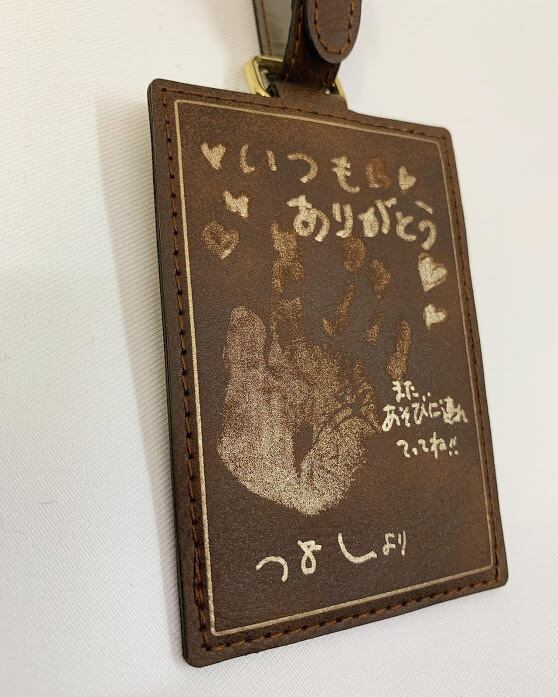 ♥いつも♥
ありがとう
また、
あそびに連れ
てってね!!
つよしより